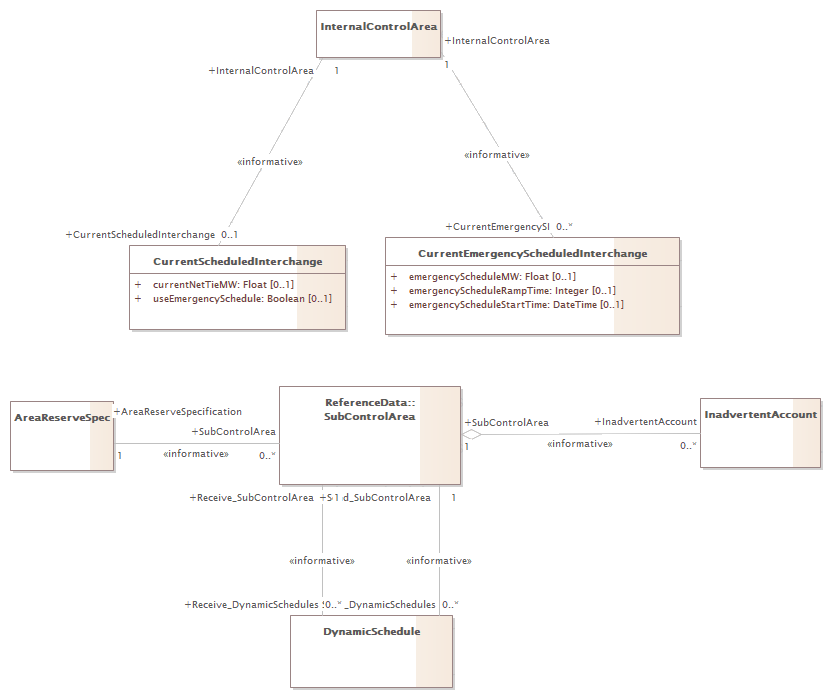 InternalControlArea
+InternalControlArea
+InternalControlArea 1
1
«informative»
«informative»
+CurrentScheduledInterchange 0..1
+CurrentEmergencySI 0..*
CurrentScheduledInterchange
+ currentNetTieMW: Float [0..1]
+ useEmergencySchedule: Boolean [0..1]
CurrentEmergencyScheduledInterchange
+ emergencyScheduleMW: Float [0..1]
+ emergencyScheduleRampTime: Integer [0..1]
+ emergencyScheduleStartTime: DateTime [0..1]
AreaReserveSpec
+AreaReserveSpecification
+SubControlArea
1 «informative» 0..*
ReferenceData::
SubControlArea
+SubControlArea
1
+InadvertentAccount
«informative» 0..*
InadvertentAccount
+Receive_SubControlArea +S 1 d_SubControlArea 1
«informative» «informative»
+Receive_DynamicSchedules 0..* _DynamicSchedules 0..*
DynamicSchedule